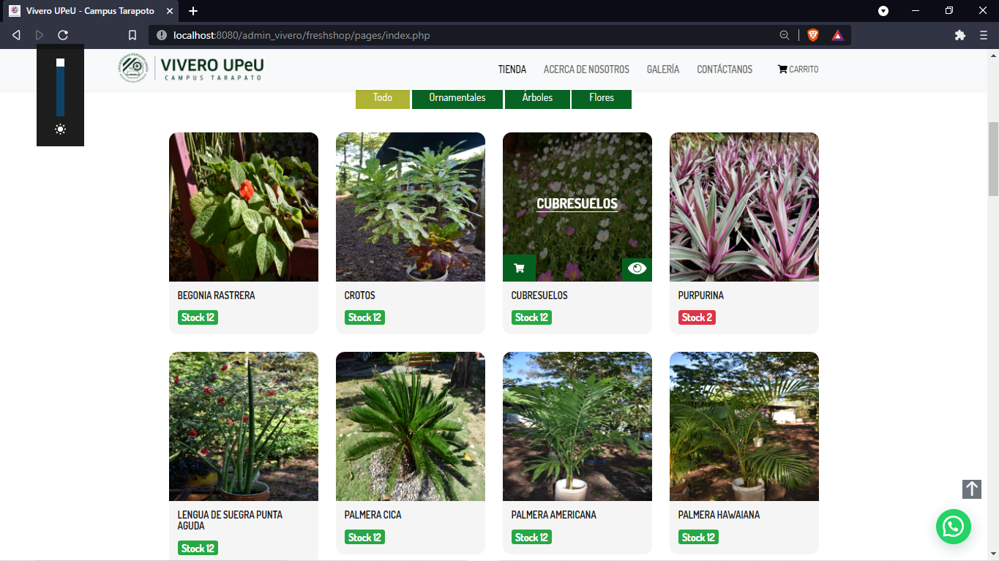 Vivero UPeU - Campus Tarapoto
localhost:8080/admin_vivero/freshshop/pages/index.php
VIVERO UPeU
CAMPUS TARAPATO
TIENDA
ACERCA DE NOSOTROS
GALERÍA
CONTÁCTANOS
CARRITO
Todo
Ornamentales
Árboles
Flores
CUBRESUELOS
BEGONIA RASTRERA
Stock 12
CROTOS
Stock 12
CUBRESUELOS
Stock 12
PURPURINA
Stock 2
LENGUA DE SUEGRA PUNTA
AGUDA
Stock 12
PALMERA CICA
Stock 12
PALMERA AMERICANA
Stock 12
PALMERA HAWAIANA
Stock 12